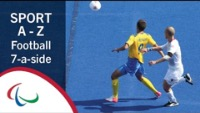 SPORT
A - Z
Football
7-a-side